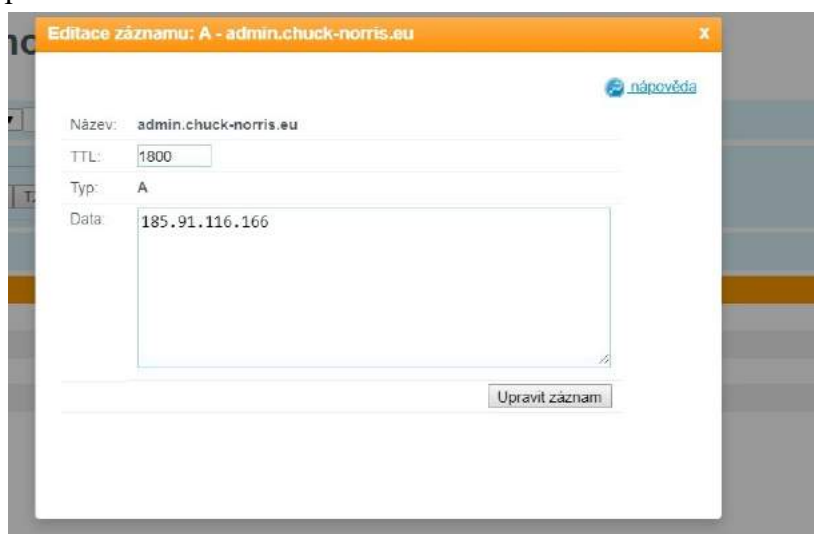 Editace záznamu: A - admin.chuck-norris.eu x
nápověda
Název: admin.chuck-norris.eu
TTL: 1800
Typ: A
Data: 185.91.116.166
Upravit záznam